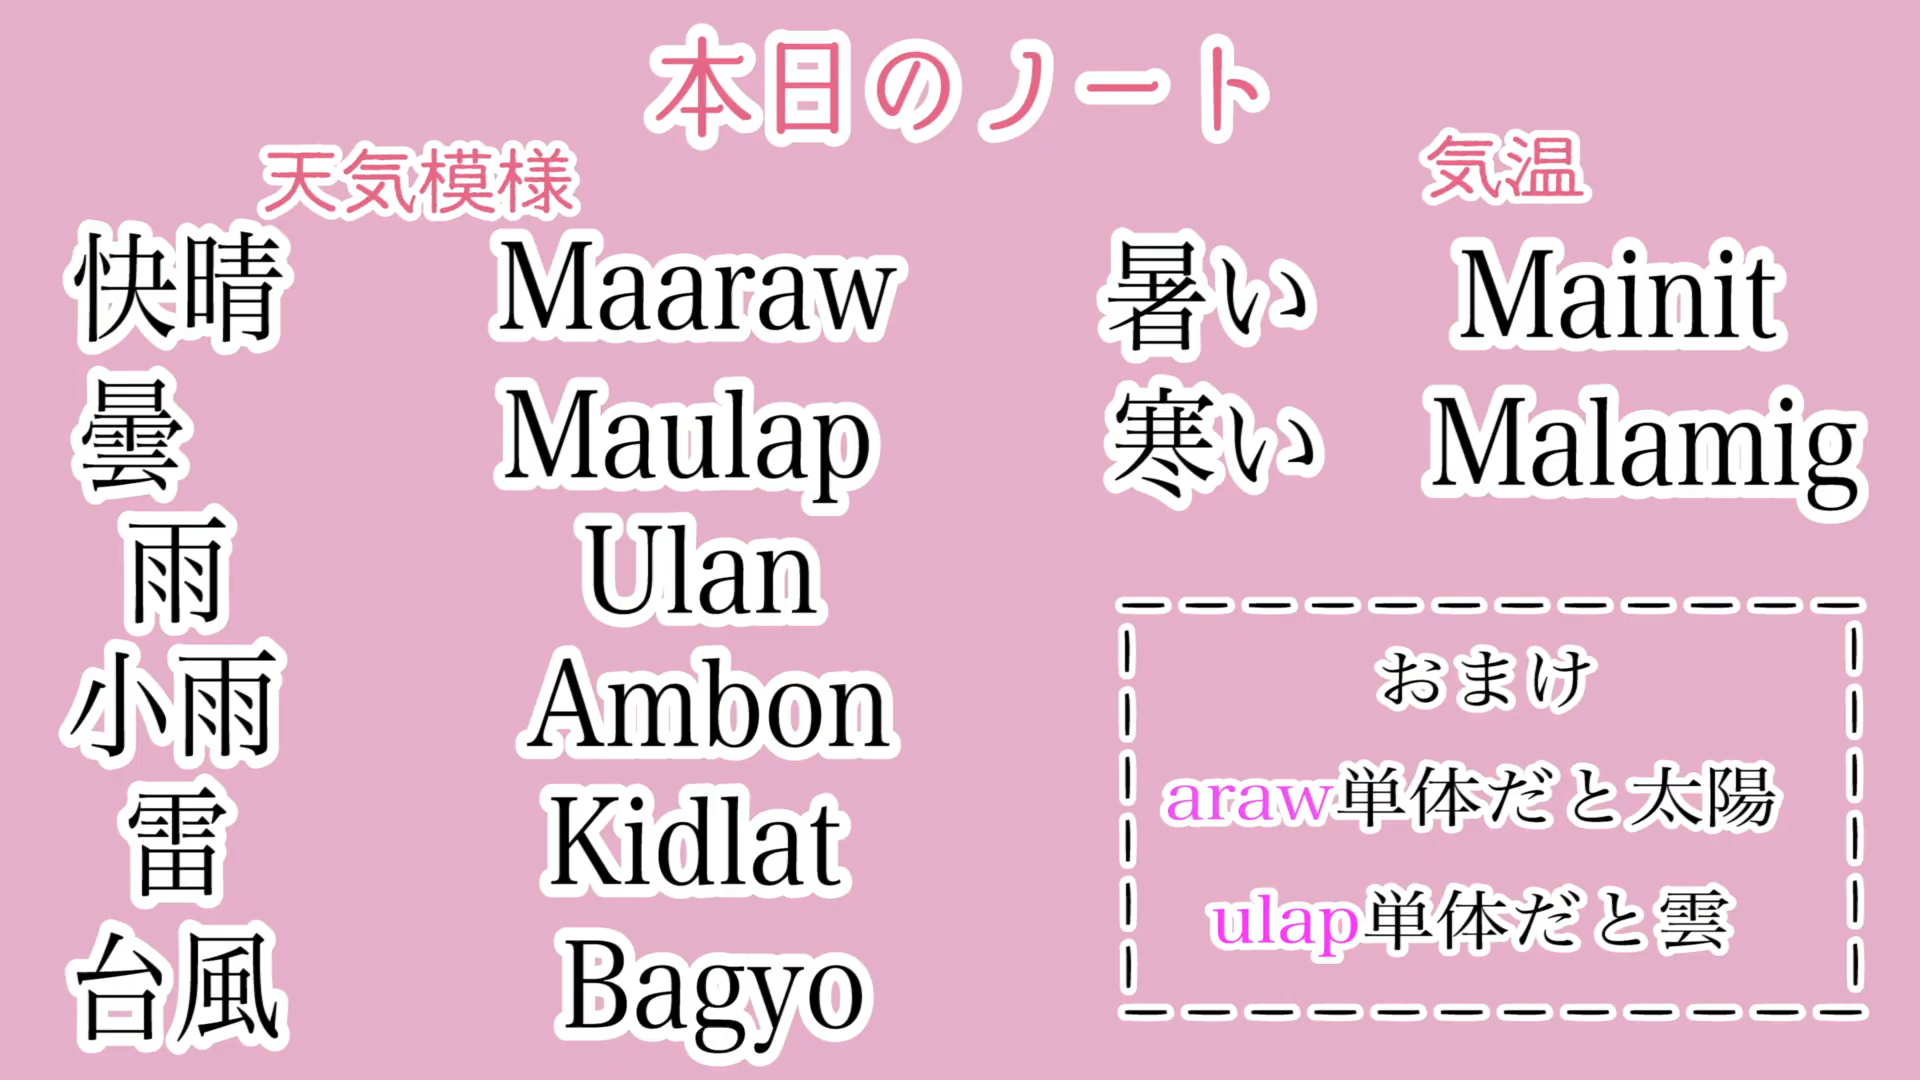 本日のノート
天気模様
快晴 Maaraw
曇 Maulap
雨 Ulan
小雨 Ambon
雷 Kidlat
台風 Bagyo
気温
暑い Mainit
寒い Malamig
おまけ
araw単体だと太陽
ulap単体だと雲